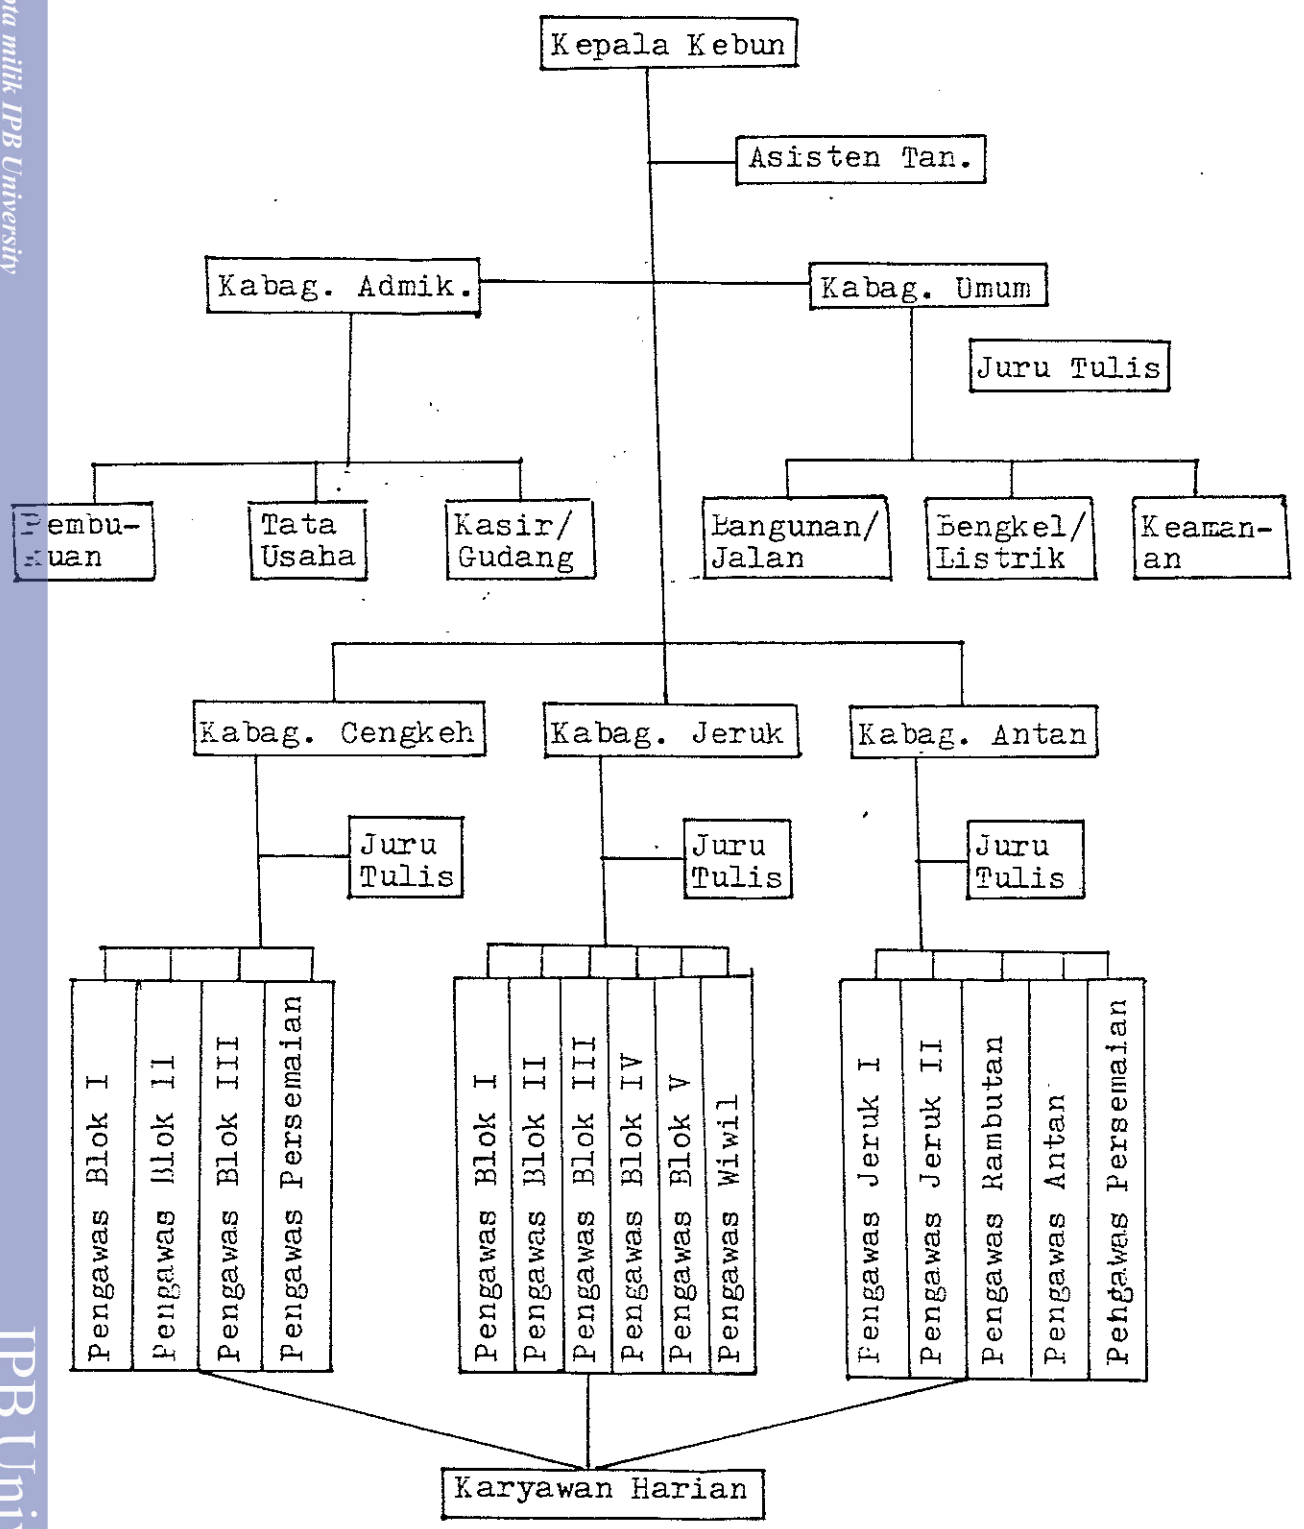 Kepala Kebun
Asisten Tan.
Kabag. Admik.
Kabag. Umum
Juru Tulis
Pembu-
kuan
Tata
Usaha
Kasir/
Gudang
Bangunan/
Jalan
Bengkel/
Listrik
Keaman-
an
Kabag. Cengkeh
Kabag. Jeruk
Kabag. Antan
Juru
Tulis
Juru
Tulis
Juru
Tulis
Pengawas Blok I
Pengawas Blok II
Pengawas Blok III
Pengawas Persemaian
Pengawas Blok I
Pengawas Blok II
Pengawas Blok III
Pengawas Blok IV
Pengawas Blok V
Pengawas Wiwil
Pengawas Jeruk I
Pengawas Jeruk II
Pengawas Rambutan
Pengawas Antan
Pengawas Persemaian
Karyawan Harian
milik IPB University
IPB